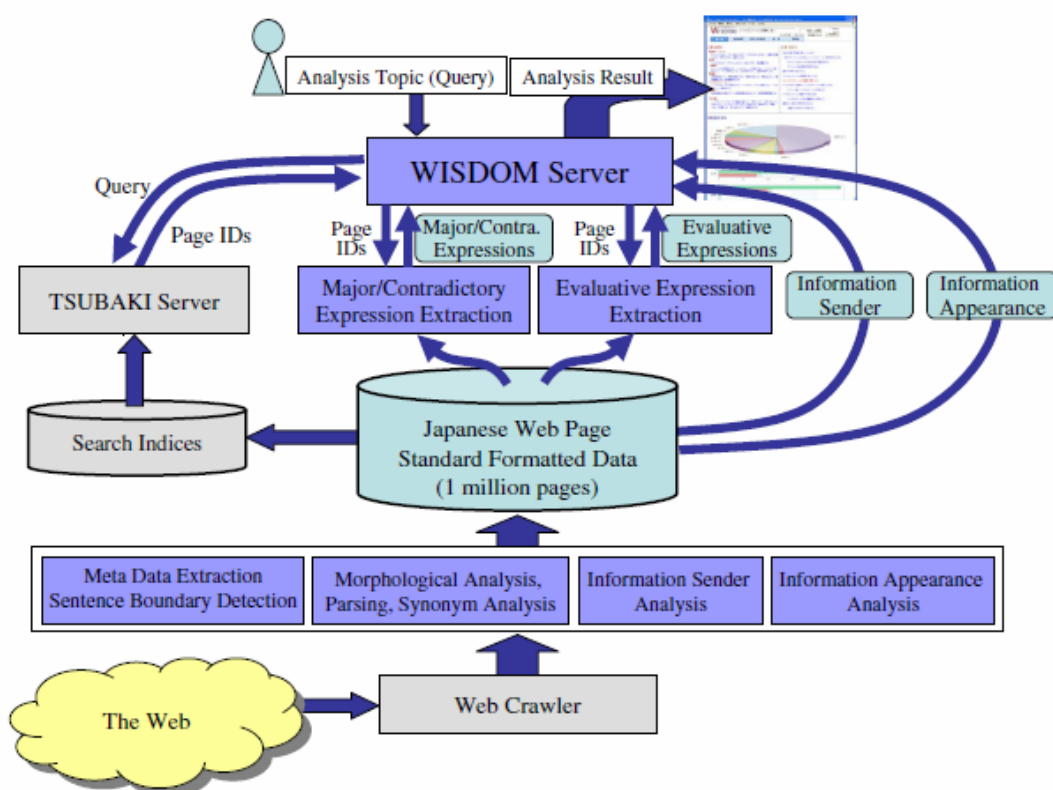 Analysis Topic (Query)
Analysis Result
WISDOM Server
Query
Page IDs
Page
IDs
Major/Contra.
Expressions
Page
IDs
Evaluative
Expressions
TSUBAKI Server
Major/Contradictory
Expression Extraction
Evaluative Expression
Extraction
Information
Sender
Information
Appearance
Search Indices
Japanese Web Page
Standard Formatted Data
(1 million pages)
Meta Data Extraction
Sentence Boundary Detection
Morphological Analysis,
Parsing, Synonym Analysis
Information Sender
Analysis
Information Appearance
Analysis
The Web
Web Crawler